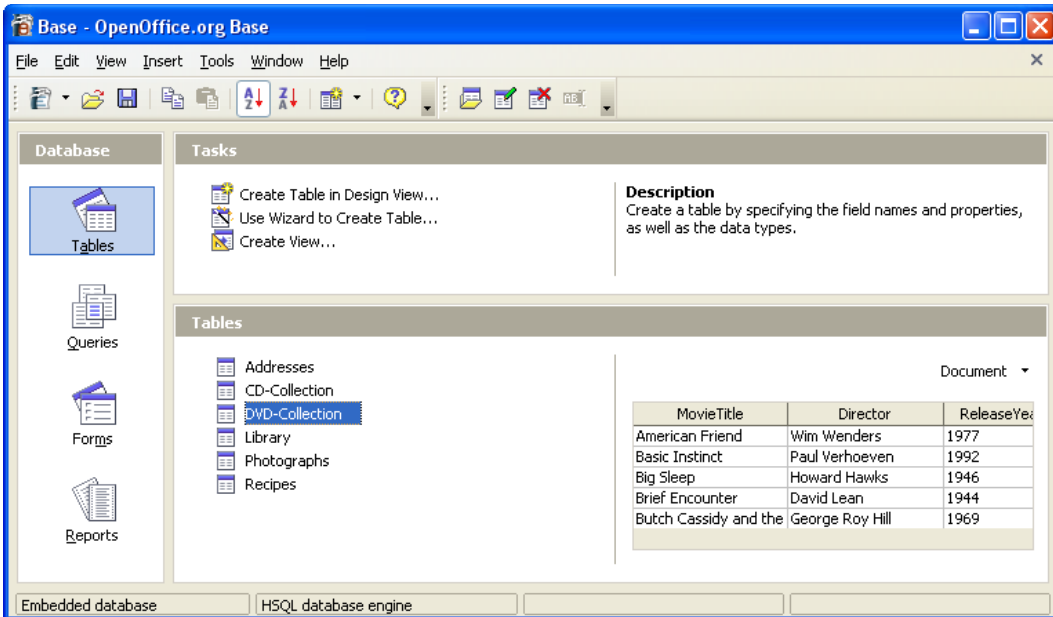 Base - OpenOffice.org Base
File Edit View Insert Tools Window Help
Database
Tables
Queries
Forms
Reports
Tasks
Create Table in Design View...
Use Wizard to Create Table...
Create View...
Description
Create a table by specifying the field names and properties,
as well as the data types.
Tables
Addresses
CD-Collection
DVD-Collection
Library
Photographs
Recipes
Document
MovieTitle Director ReleaseYea
American Friend Wim Wenders 1977
Basic Instinct Paul Verhoeven 1992
Big Sleep Howard Hawks 1946
Brief Encounter David Lean 1944
Butch Cassidy and the George Roy Hill 1969
Embedded database HSQL database engine